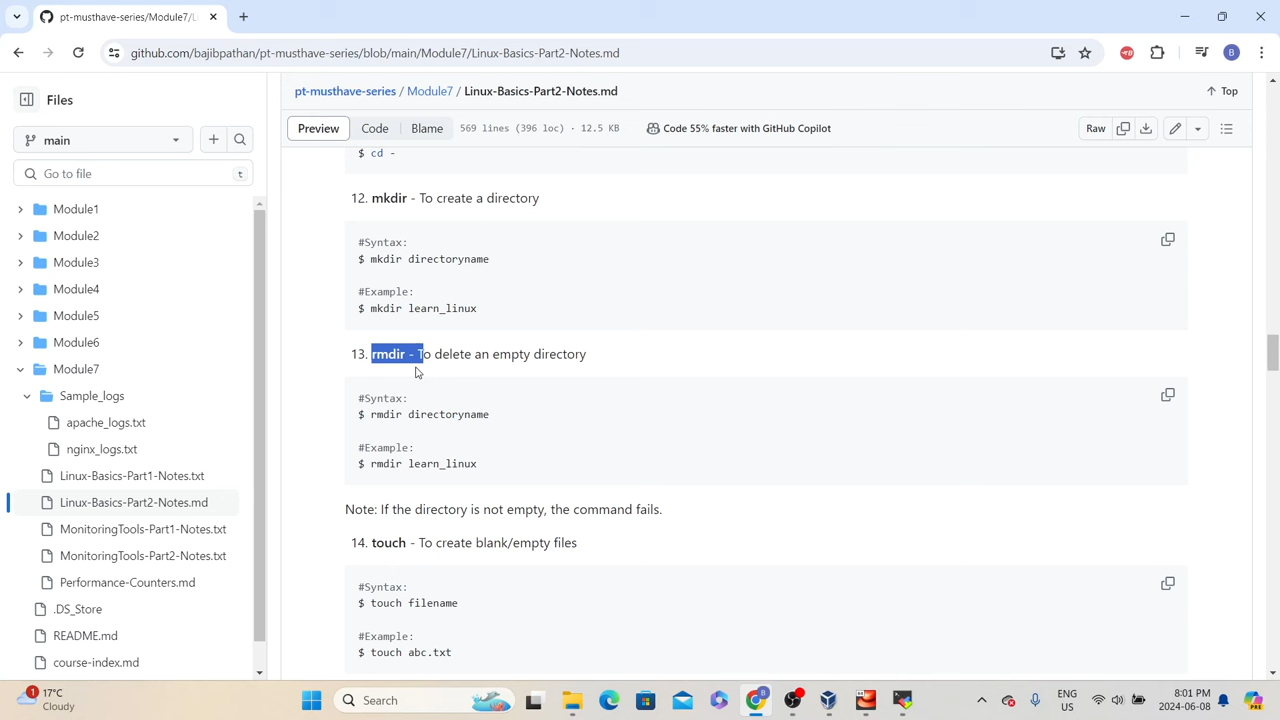 pt-musthave-series/Module7/Li
github.com/bajibpathan/pt-musthave-series/blob/main/Module7/Linux-Basics-Part2-Notes.md
B
Files
main
Go to file
t
Module1
Module2
Module3
Module4
Module5
Module6
Module7
Sample_logs
apache_logs.txt
nginx_logs.txt
Linux-Basics-Part1-Notes.txt
Linux-Basics-Part2-Notes.md
MonitoringTools-Part1-Notes.txt
MonitoringTools-Part2-Notes.txt
Performance-Counters.md
.DS_Store
README.md
course-index.md
pt-musthave-series / Module7 / Linux-Basics-Part2-Notes.md
Top
Preview Code Blame 569 lines (396 loc) · 12.5 KB Code 55% faster with GitHub Copilot Raw
$ cd -
12. mkdir - To create a directory
#Syntax:
$ mkdir directoryname
#Example:
$ mkdir learn_linux
13. rmdir - To delete an empty directory
#Syntax:
$ rmdir directoryname
#Example:
$ rmdir learn_linux
Note: If the directory is not empty, the command fails.
14. touch - To create blank/empty files
#Syntax:
$ touch filename
#Example:
$ touch abc.txt
1
17°C
Cloudy
Search
B
ENG
US
8:01 PM
2024-06-08
PRE